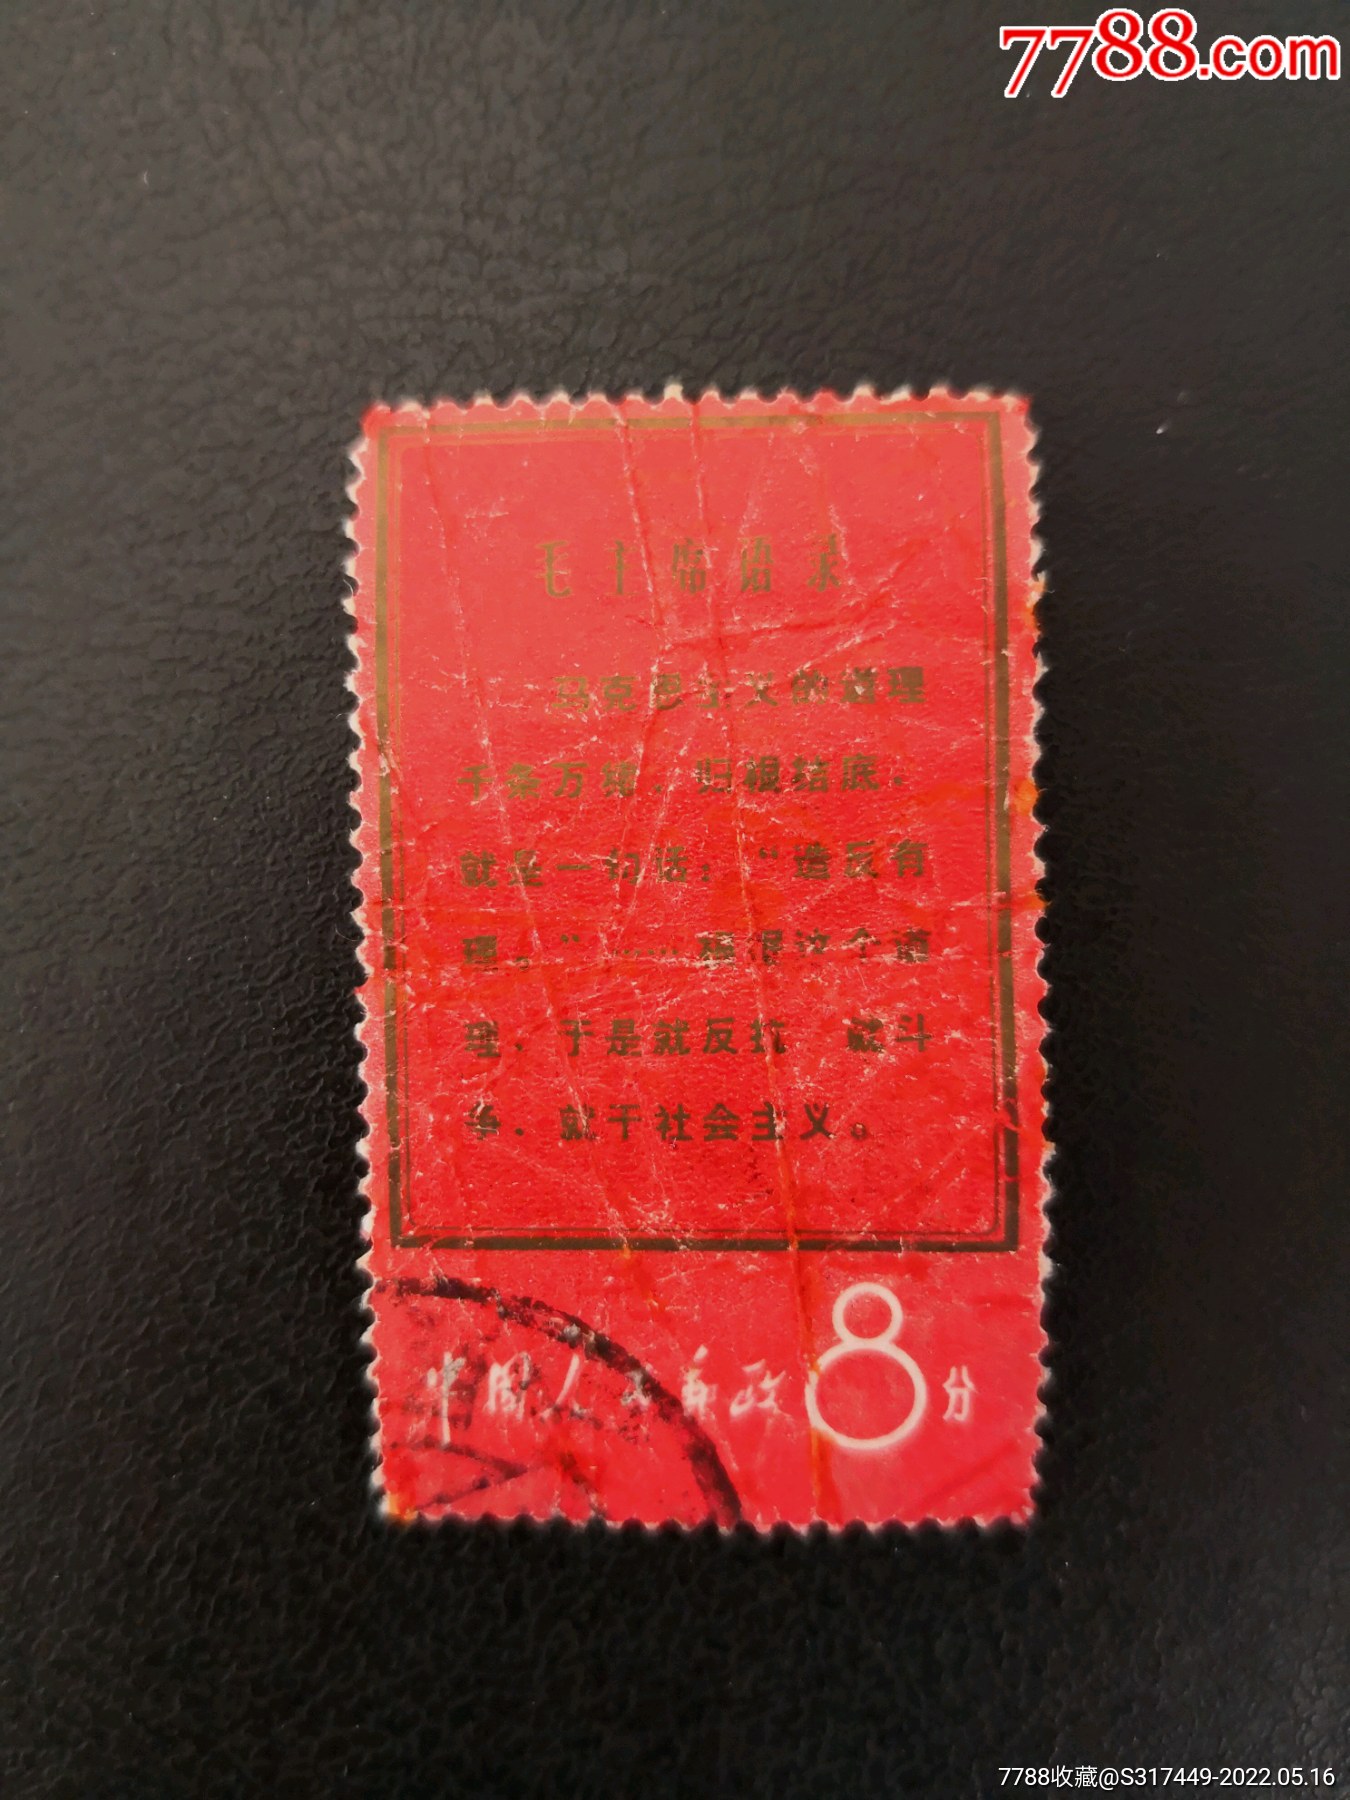 7788.com
毛主席语录
马克思主义的道理
千条万绪，归根结底，
就是一句话：“造反有
理。”……根据这个道
理，于是就反抗 就斗
争，就干社会主义。
中国人民邮政 8 分
7788收藏@S317449-2022.05.16